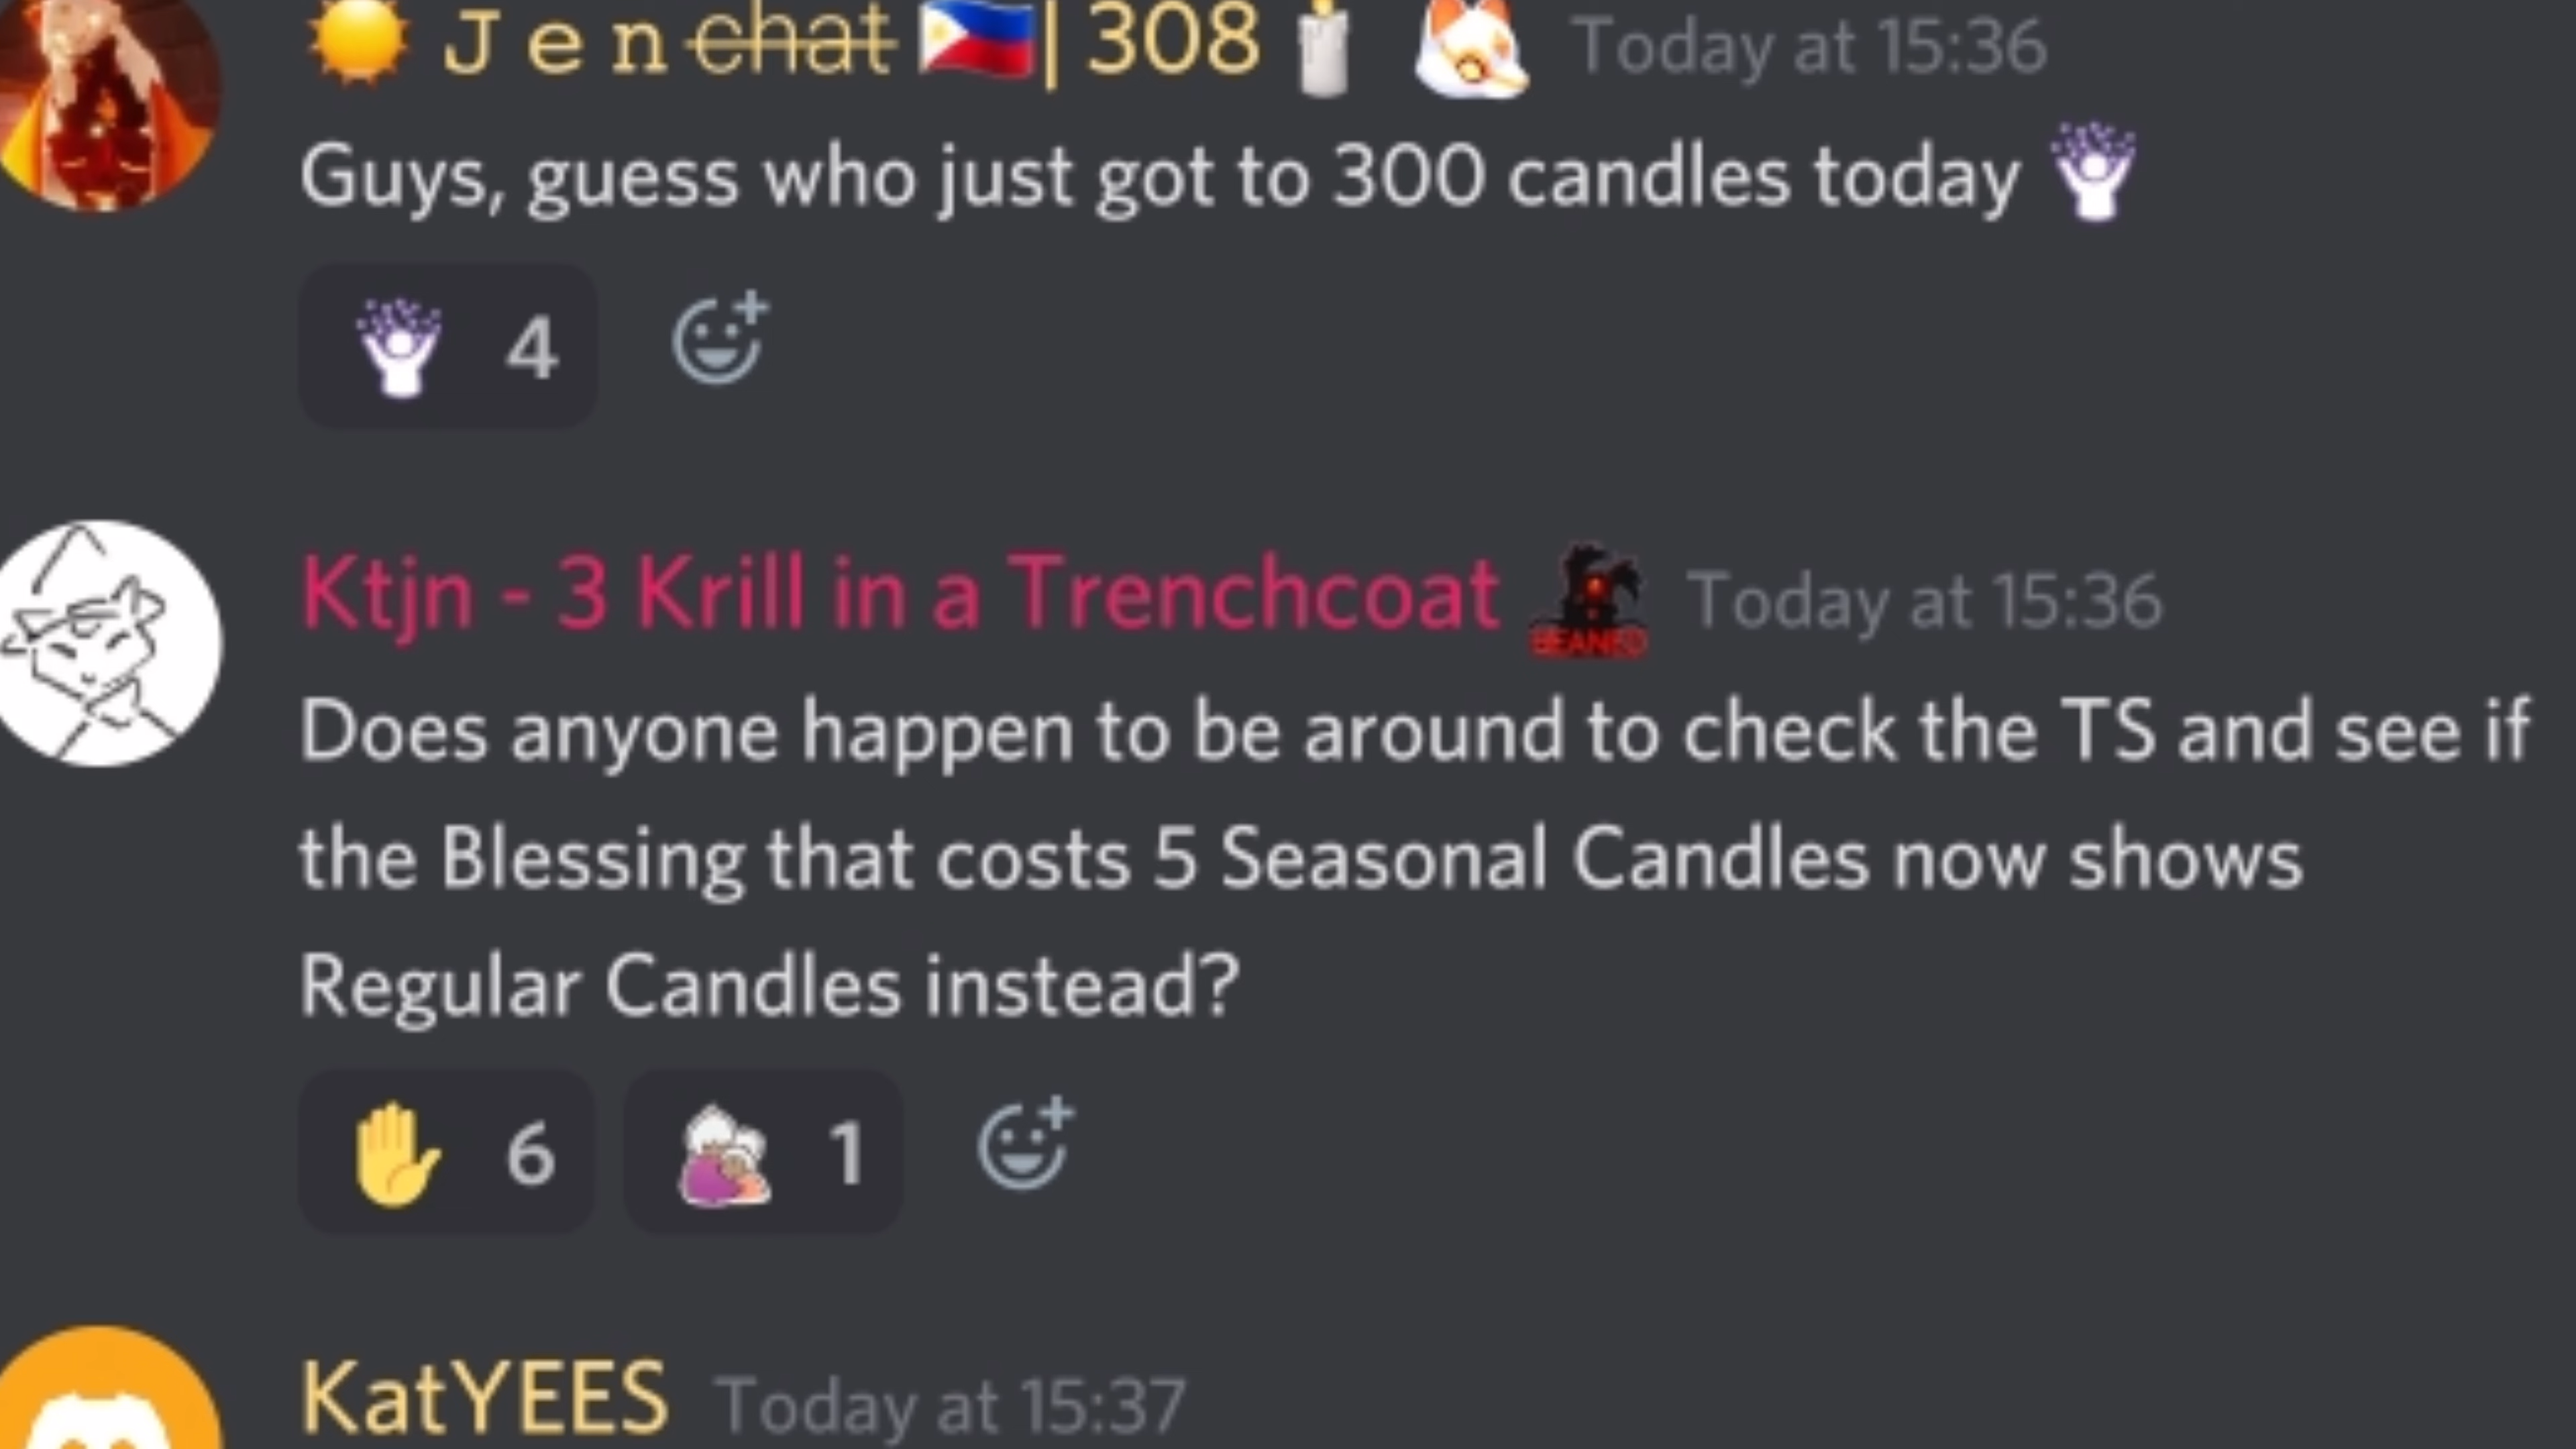 ☀️ J e n chat 🇵🇭| 308 🕯️ Today at 15:36
Guys, guess who just got to 300 candles today
4
Ktjn - 3 Krill in a Trenchcoat BEANED Today at 15:36
Does anyone happen to be around to check the TS and see if
the Blessing that costs 5 Seasonal Candles now shows
Regular Candles instead?
✋ 6 1
KatYEES Today at 15:37